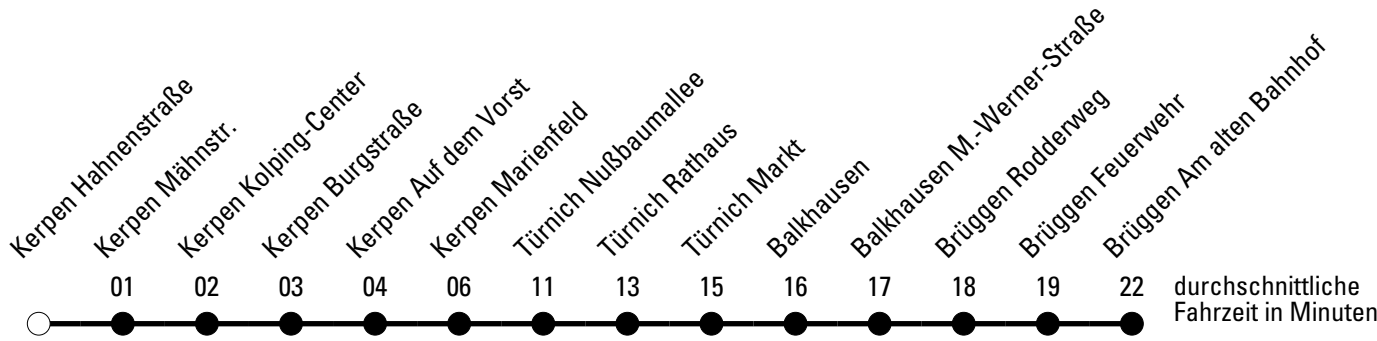 Kerpen Hahnenstraße
Kerpen Mähnstr.
Kerpen Kolping-Center
Kerpen Burgstraße
Kerpen Auf dem Vorst
Kerpen Marienfeld
Türnich Nußbaumallee
Türnich Rathaus
Türnich Markt
Balkhausen
Balkhausen M.-Werner-Straße
Brüggen Rodderweg
Brüggen Feuerwehr
Brüggen Am alten Bahnhof
01 02 03 04 06 11 13 15 16 17 18 19 22
durchschnittliche
Fahrzeit in Minuten